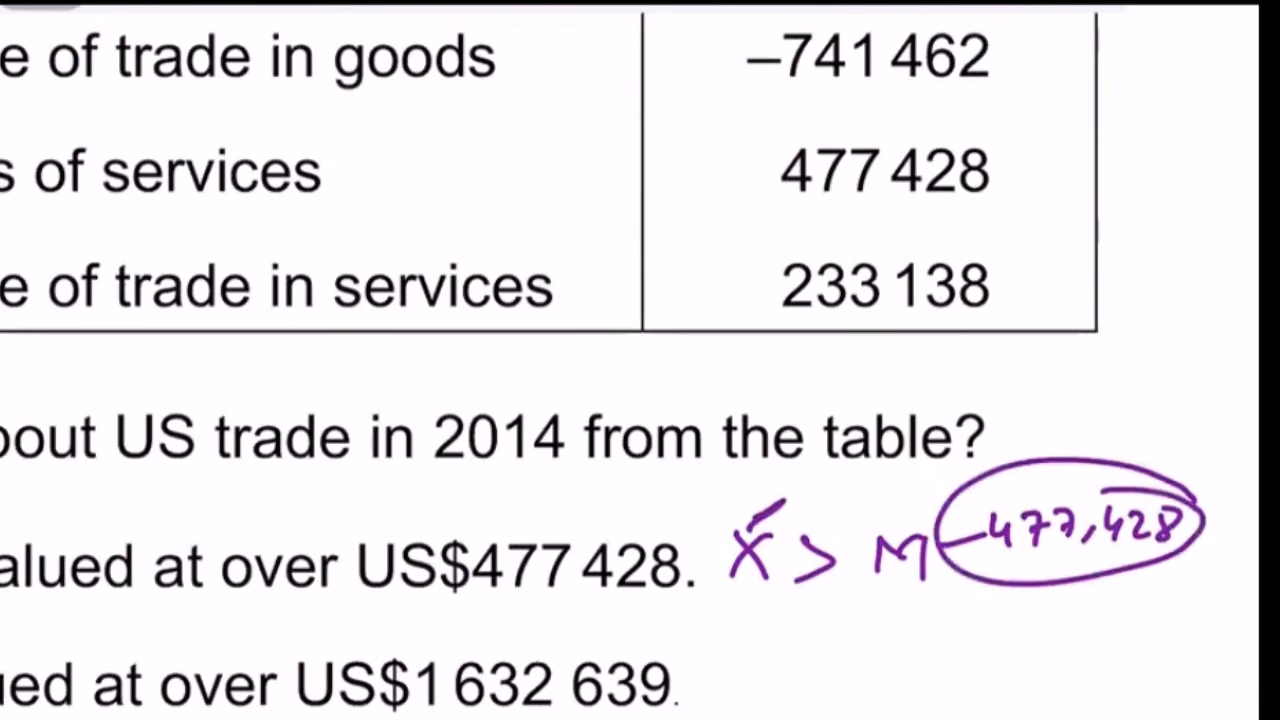 e of trade in goods –741 462
s of services 477 428
e of trade in services 233 138
bout US trade in 2014 from the table?
alued at over US$477 428. X > M –477,428
ued at over US$1 632 639.